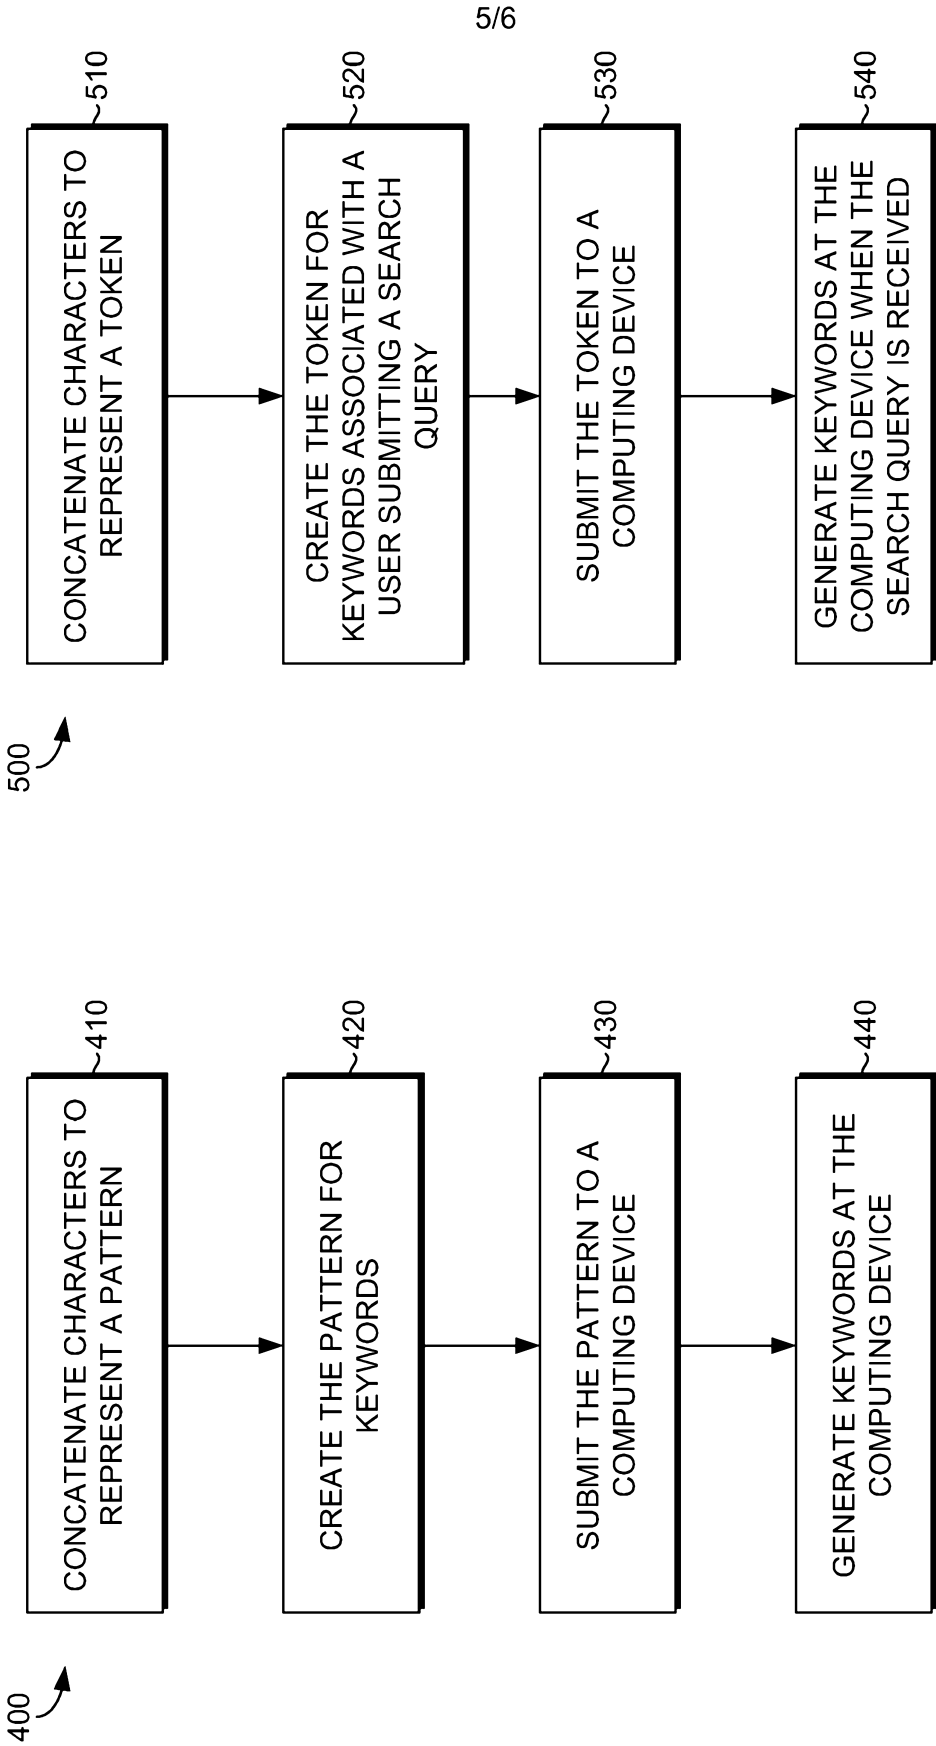 5/6
400
CONCATENATE CHARACTERS TO
REPRESENT A PATTERN
410
CREATE THE PATTERN FOR
KEYWORDS
420
SUBMIT THE PATTERN TO A
COMPUTING DEVICE
430
GENERATE KEYWORDS AT THE
COMPUTING DEVICE
440
500
CONCATENATE CHARACTERS TO
REPRESENT A TOKEN
510
CREATE THE TOKEN FOR
KEYWORDS ASSOCIATED WITH A
USER SUBMITTING A SEARCH
QUERY
520
SUBMIT THE TOKEN TO A
COMPUTING DEVICE
530
GENERATE KEYWORDS AT THE
COMPUTING DEVICE WHEN THE
SEARCH QUERY IS RECEIVED
540